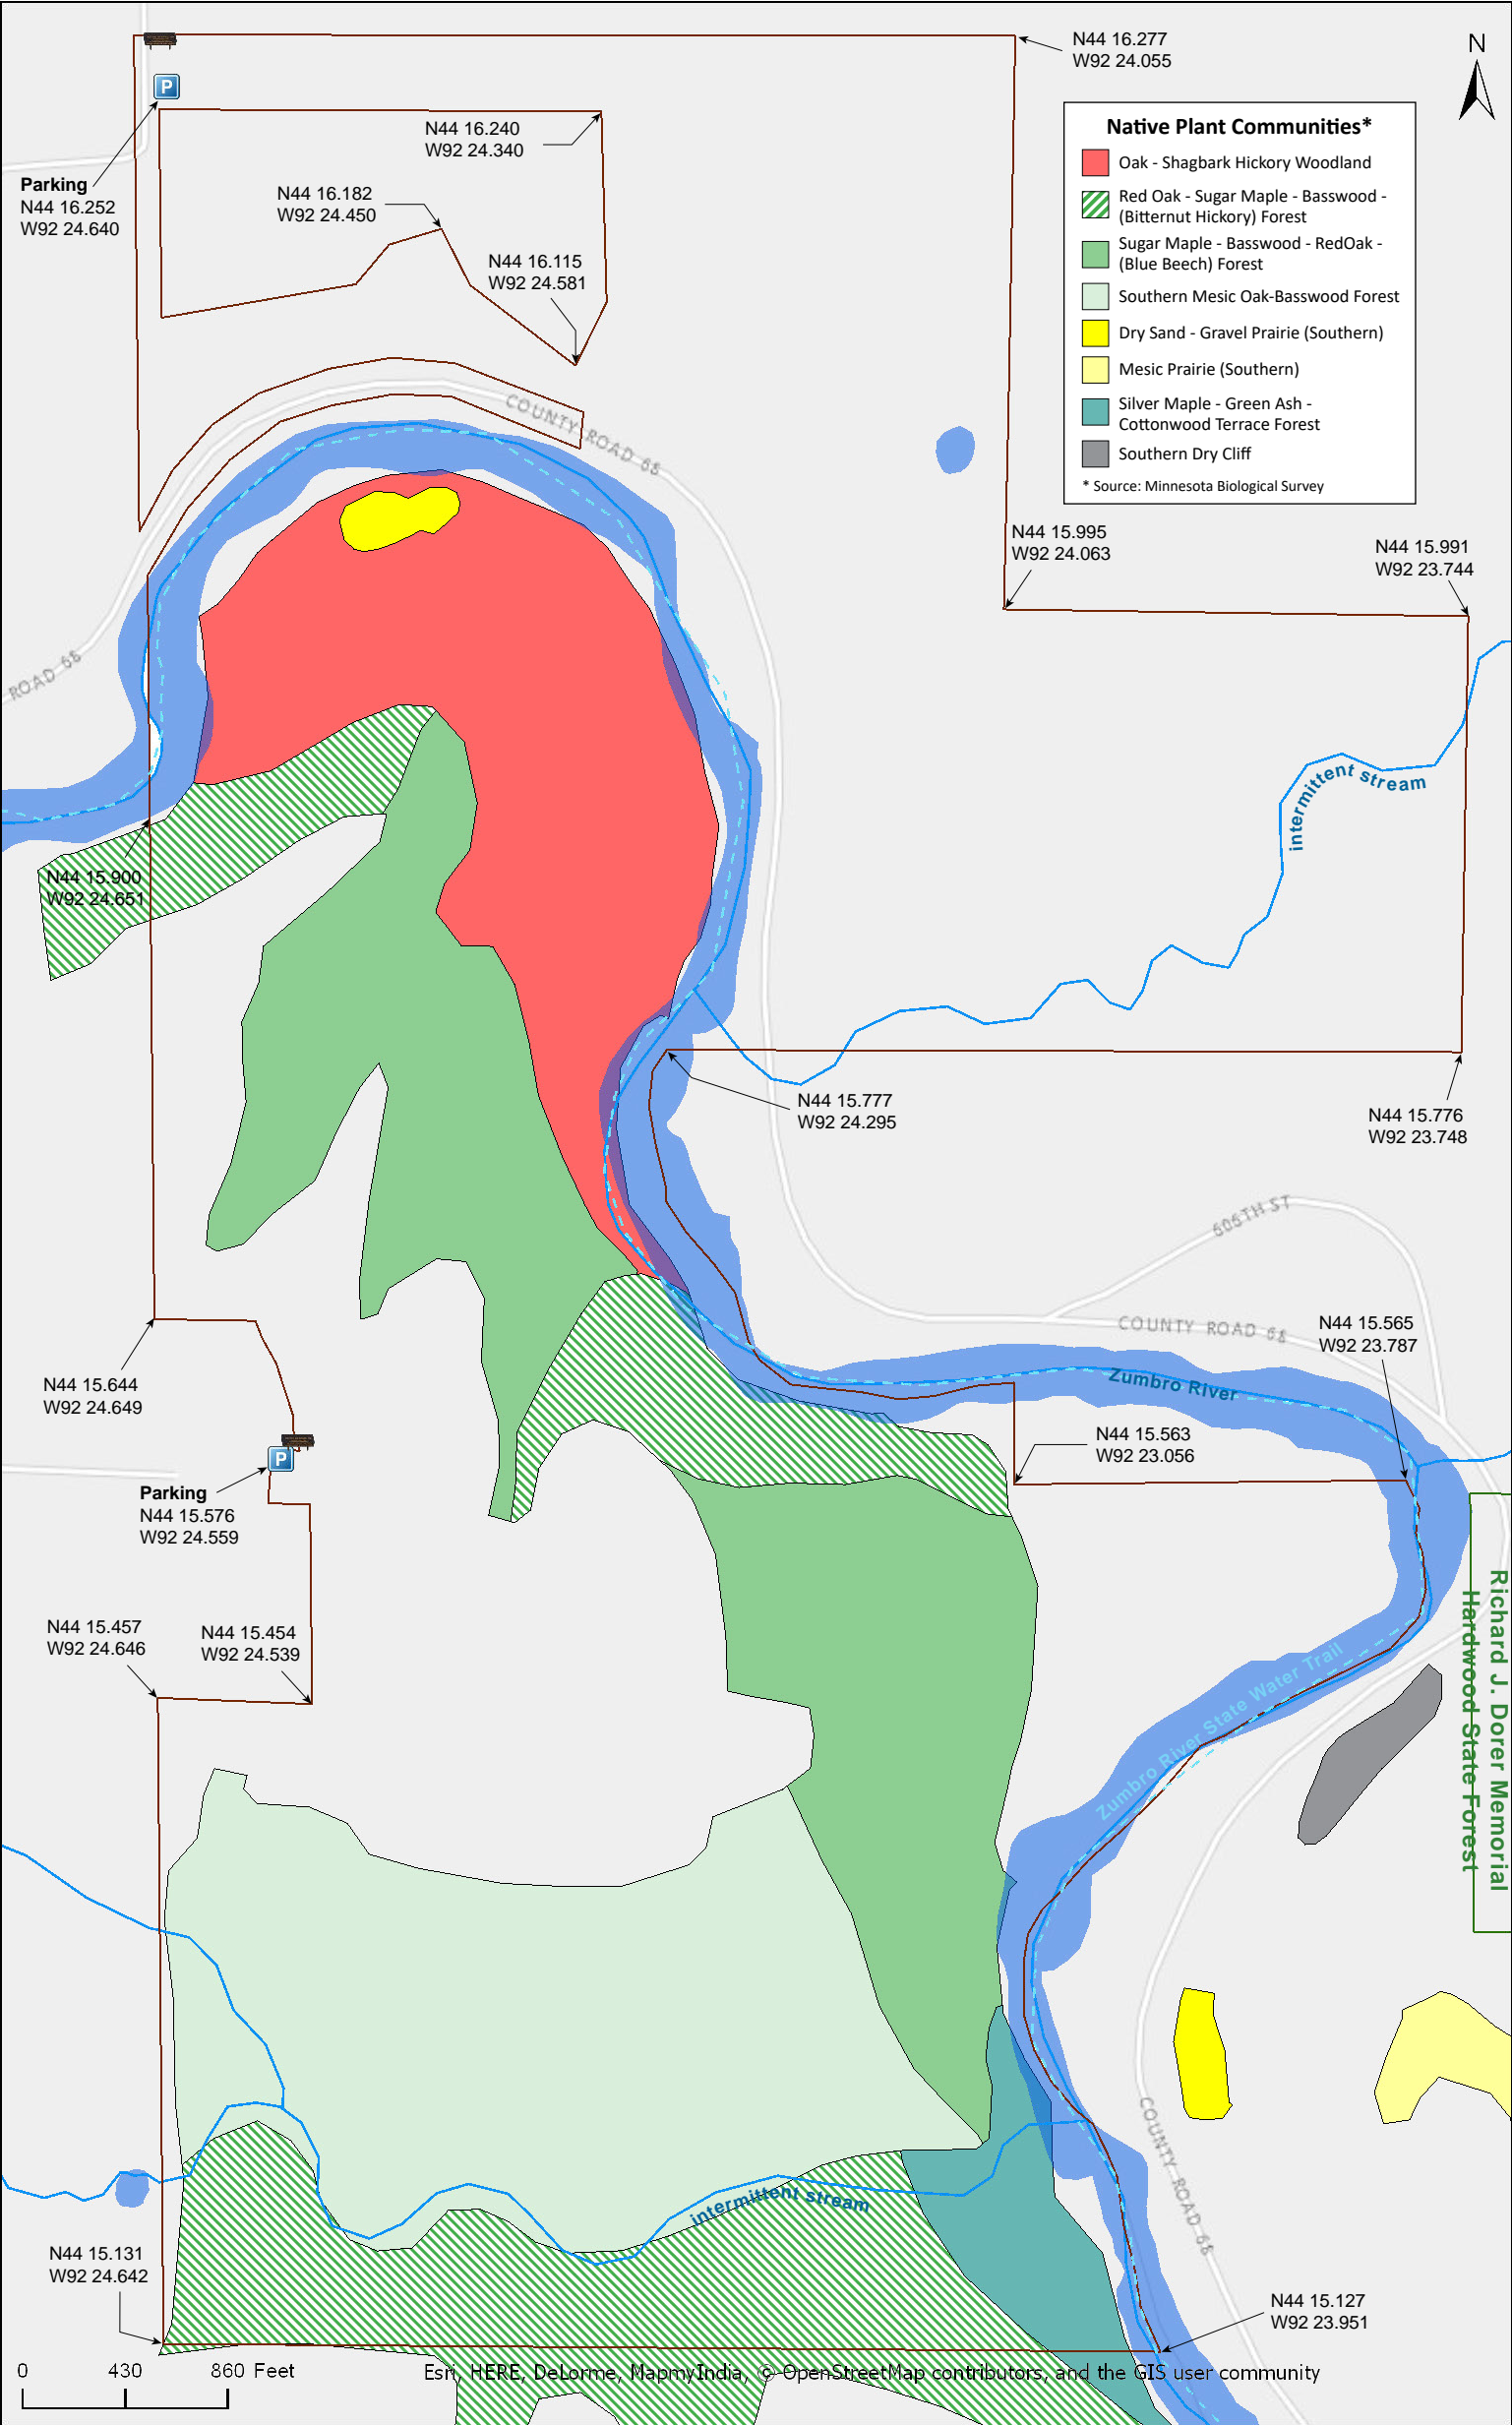 N44 16.277
W92 24.055
N
P
N44 16.240
W92 24.340
Parking
N44 16.252
W92 24.640
N44 16.182
W92 24.450
N44 16.115
W92 24.581
Native Plant Communities*
Oak - Shagbark Hickory Woodland
Red Oak - Sugar Maple - Basswood -
(Bitternut Hickory) Forest
Sugar Maple - Basswood - RedOak -
(Blue Beech) Forest
Southern Mesic Oak-Basswood Forest
Dry Sand - Gravel Prairie (Southern)
Mesic Prairie (Southern)
Silver Maple - Green Ash -
Cottonwood Terrace Forest
Southern Dry Cliff
* Source: Minnesota Biological Survey
COUNTY ROAD 68
ROAD 68
N44 15.995
W92 24.063
N44 15.991
W92 23.744
intermittent stream
N44 15.900
W92 24.651
N44 15.777
W92 24.295
N44 15.776
W92 23.748
605TH ST
COUNTY ROAD 68
N44 15.565
W92 23.787
Zumbro River
N44 15.644
W92 24.649
N44 15.563
W92 23.056
P
Parking
N44 15.576
W92 24.559
N44 15.457
W92 24.646
N44 15.454
W92 24.539
Richard J. Dorer Memorial
Hardwood State Forest
Zumbro River State Water Trail
COUNTY ROAD 68
intermittent stream
N44 15.131
W92 24.642
N44 15.127
W92 23.951
0 430 860 Feet
Esri, HERE, DeLorme, MapmyIndia, © OpenStreetMap contributors, and the GIS user community